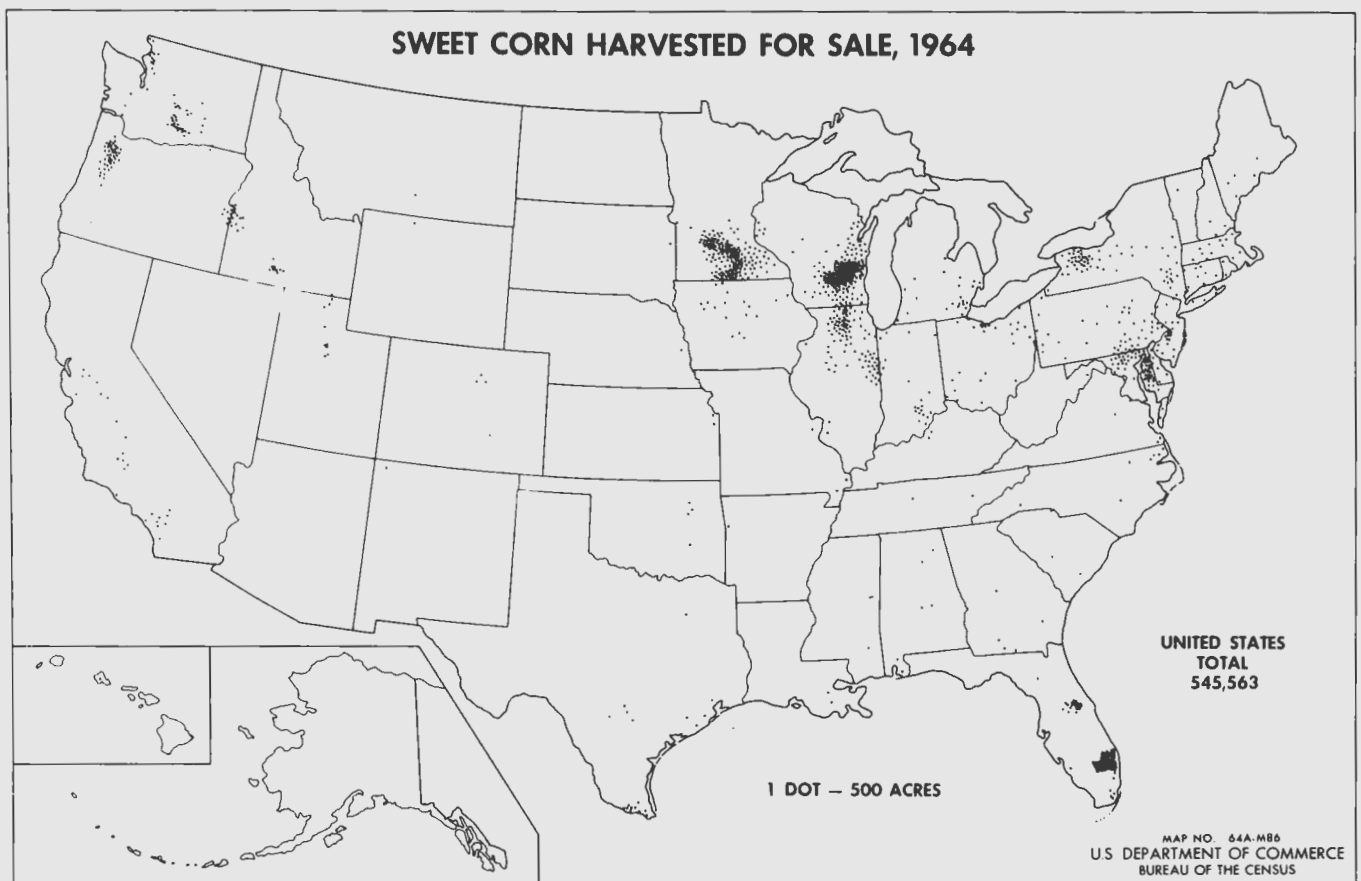 SWEET CORN HARVESTED FOR SALE, 1964
UNITED STATES
TOTAL
545,563
1 DOT — 500 ACRES
MAP NO. 64A-M86
U.S DEPARTMENT OF COMMERCE
BUREAU OF THE CENSUS